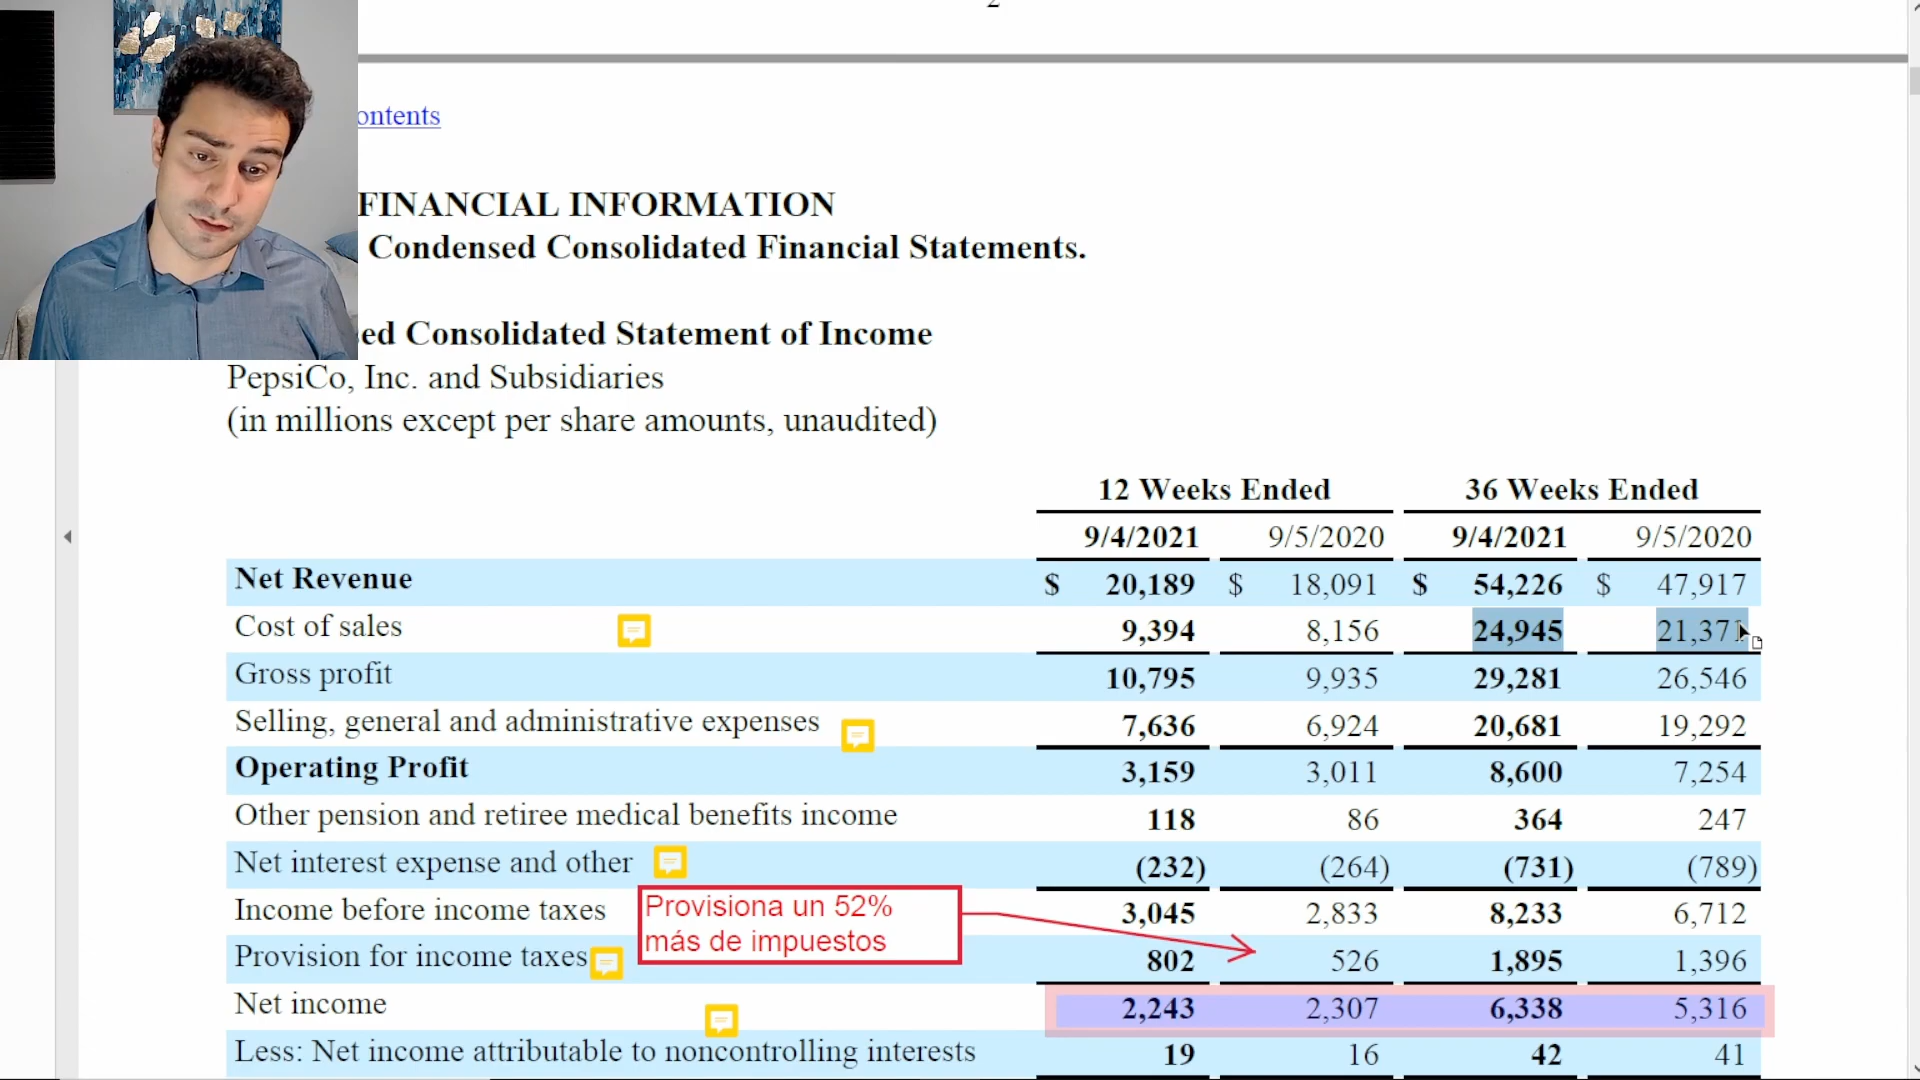 2
ontents
FINANCIAL INFORMATION
Condensed Consolidated Financial Statements.
ed Consolidated Statement of Income
PepsiCo, Inc. and Subsidiaries
(in millions except per share amounts, unaudited)
12 Weeks Ended 36 Weeks Ended
9/4/2021 9/5/2020 9/4/2021 9/5/2020
Net Revenue $ 20,189 $ 18,091 $ 54,226 $ 47,917
Cost of sales 9,394 8,156 24,945 21,371
Gross profit 10,795 9,935 29,281 26,546
Selling, general and administrative expenses 7,636 6,924 20,681 19,292
Operating Profit 3,159 3,011 8,600 7,254
Other pension and retiree medical benefits income 118 86 364 247
Net interest expense and other (232) (264) (731) (789)
Income before income taxes 3,045 2,833 8,233 6,712
Provisiona un 52%
más de impuestos
Provision for income taxes 802 526 1,895 1,396
Net income 2,243 2,307 6,338 5,316
Less: Net income attributable to noncontrolling interests 19 16 42 41